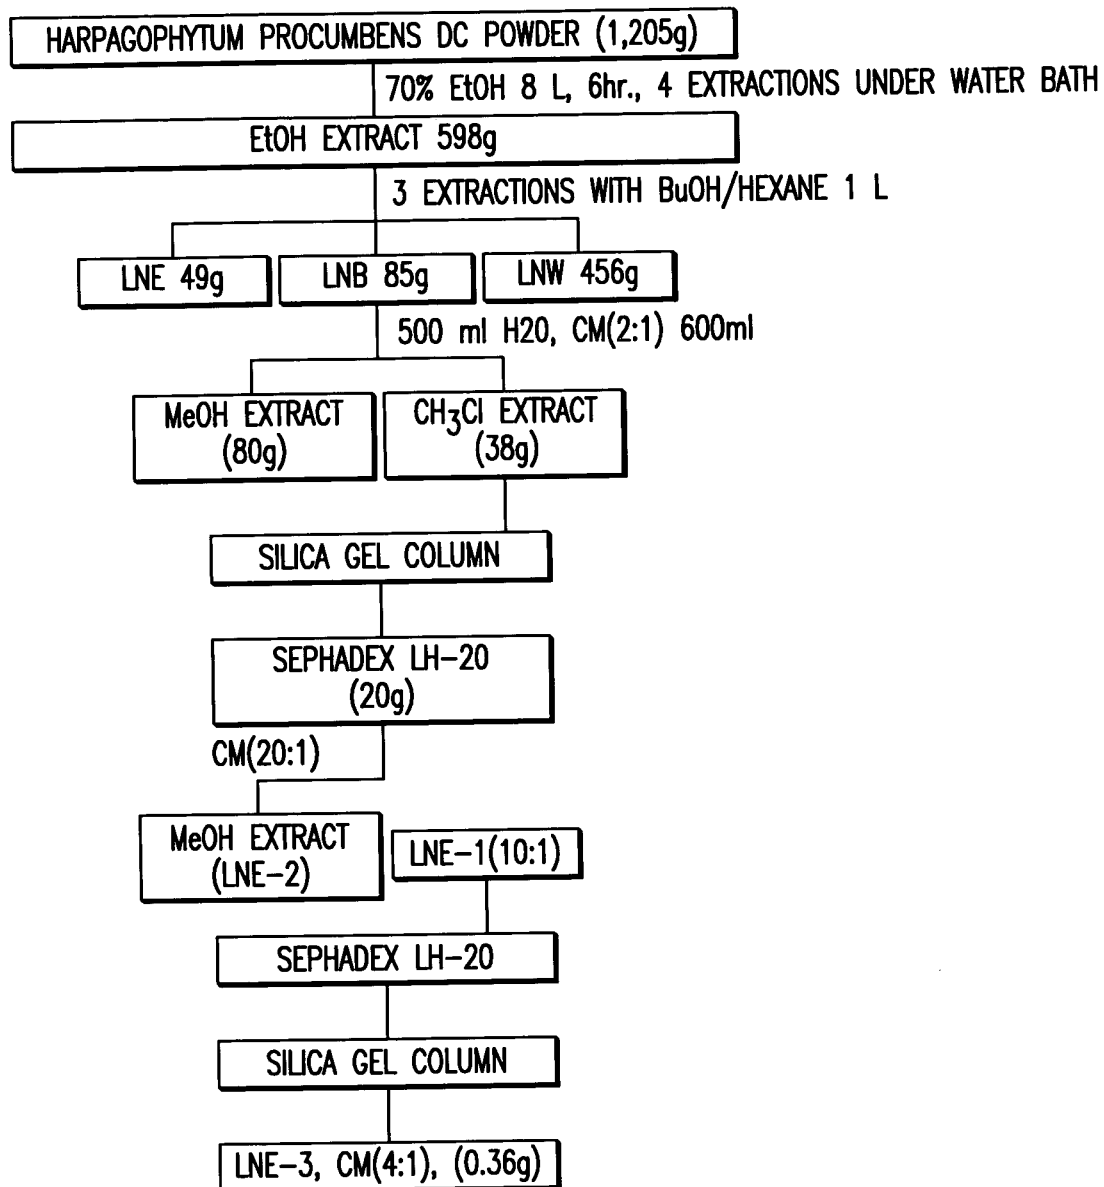 HARPAGOPHYTUM PROCUMBENS DC POWDER (1,205g)
70% EtOH 8 L, 6hr., 4 EXTRACTIONS UNDER WATER BATH
EtOH EXTRACT 598g
3 EXTRACTIONS WITH BuOH/HEXANE 1 L
LNE 49g
LNB 85g
LNW 456g
500 ml H20, CM(2:1) 600ml
MeOH EXTRACT
(80g)
CH3Cl EXTRACT
(38g)
SILICA GEL COLUMN
SEPHADEX LH-20
(20g)
CM(20:1)
MeOH EXTRACT
(LNE-2)
LNE-1(10:1)
SEPHADEX LH-20
SILICA GEL COLUMN
LNE-3, CM(4:1), (0.36g)